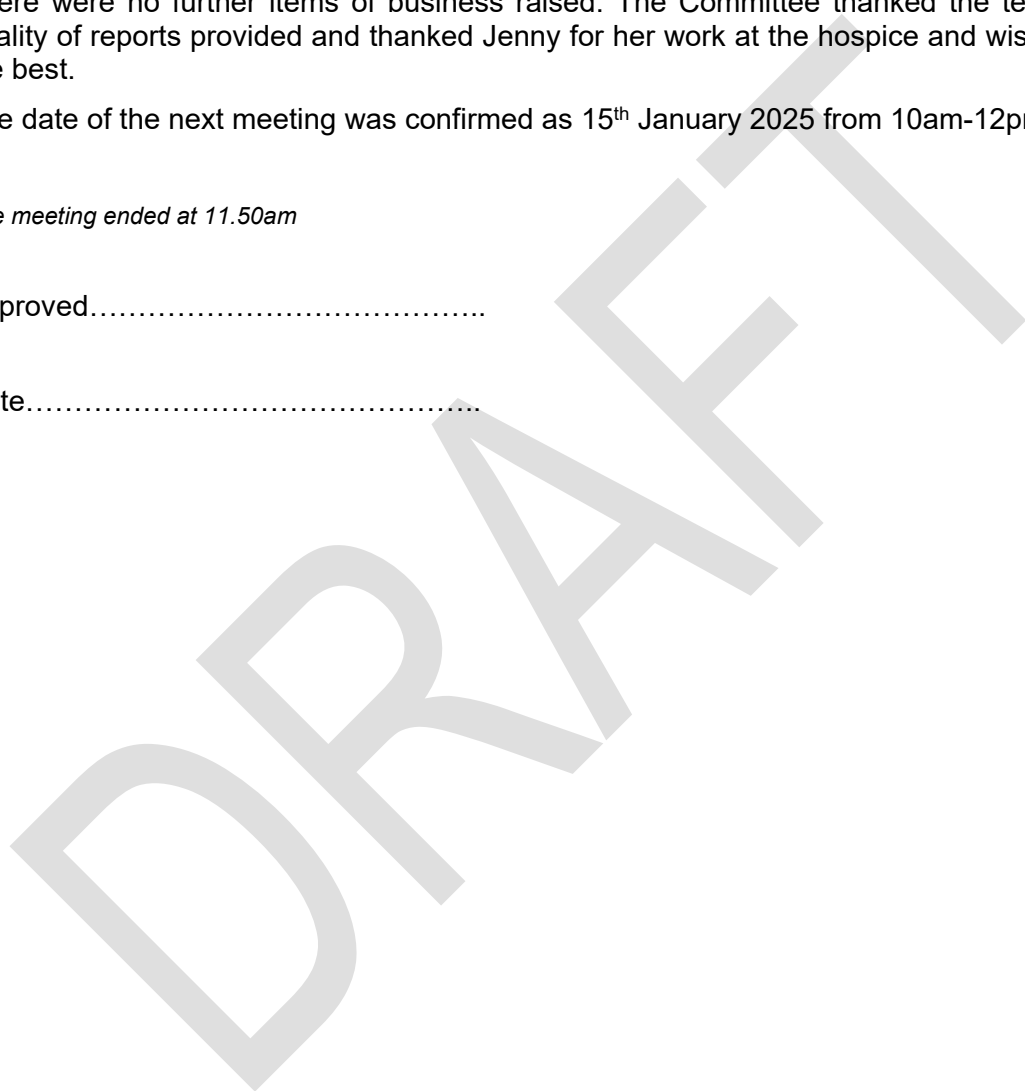 ere were no further items of business raised. The Committee thanked the te
ality of reports provided and thanked Jenny for her work at the hospice and wis
e best.
e date of the next meeting was confirmed as 15th January 2025 from 10am-12p
e meeting ended at 11.50am
proved…………………………………..
te………………………………………..
DRAFT